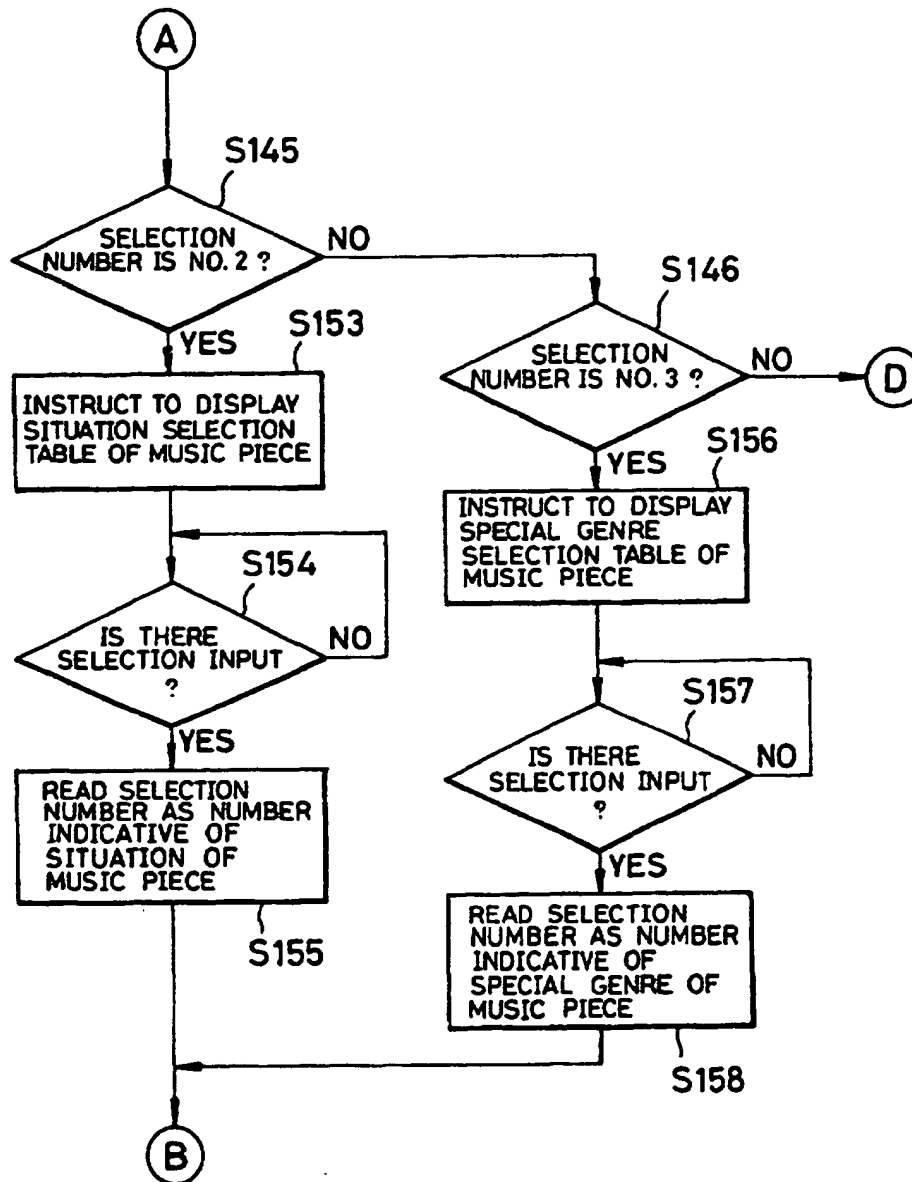 A
S145
SELECTION
NUMBER IS NO. 2 ?
NO
YES
S153
INSTRUCT TO DISPLAY
SITUATION SELECTION
TABLE OF MUSIC PIECE
S154
IS THERE
SELECTION INPUT
?
NO
YES
READ SELECTION
NUMBER AS NUMBER
INDICATIVE OF
SITUATION OF
MUSIC PIECE
S155
S146
SELECTION
NUMBER IS NO. 3 ?
NO
D
YES
S156
INSTRUCT TO DISPLAY
SPECIAL GENRE
SELECTION TABLE OF
MUSIC PIECE
S157
IS THERE
SELECTION INPUT
?
NO
YES
READ SELECTION
NUMBER AS NUMBER
INDICATIVE OF
SPECIAL GENRE OF
MUSIC PIECE
S158
B